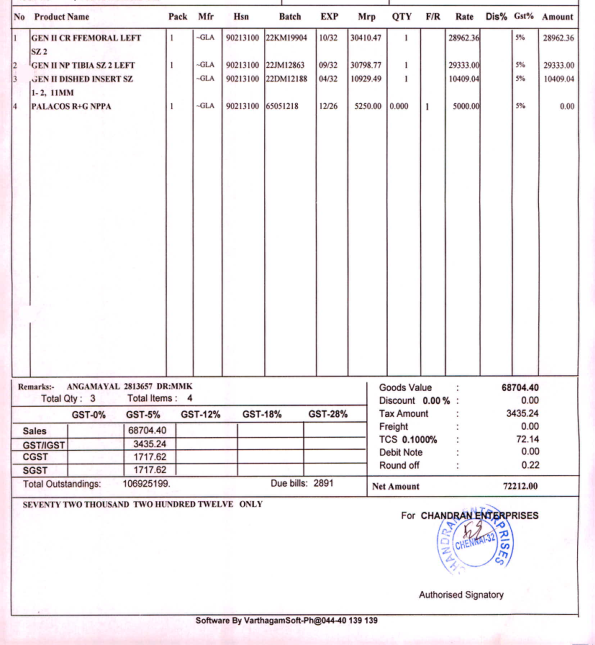 No Product Name Pack Mfr Hsn Batch EXP Mrp QTY F/R Rate Dis% Gst% Amount
1 GEN II CR FFEMORAL LEFT 1 ~GLA 90213100 22KM19904 10/32 30410.47 1 28962.36 5% 28962.36
SZ 2
2 GEN II NP TIBIA SZ 2 LEFT 1 ~GLA 90213100 22JM12863 09/32 30798.77 1 29333.00 5% 29333.00
3 GEN II DISHED INSERT SZ 1 ~GLA 90213100 22DM12188 04/32 10929.49 1 10409.04 5% 10409.04
1- 2, 11MM
4 PALACOS R+G NPPA 1 ~GLA 90213100 65051218 12/26 5250.00 0.000 1 5000.00 5% 0.00
Remarks:- ANGAMAYAL 2813657 DR:MMK Goods Value : 68704.40
Total Qty : 3 Total Items : 4 Discount 0.00 % : 0.00
GST-0% GST-5% GST-12% GST-18% GST-28% Tax Amount : 3435.24
Sales 68704.40 Freight : 0.00
GST/IGST 3435.24 TCS 0.1000% : 72.14
CGST 1717.62 Debit Note : 0.00
SGST 1717.62 Round off : 0.22
Total Outstandings: 106925199. Due bills: 2891 Net Amount 72212.00
SEVENTY TWO THOUSAND TWO HUNDRED TWELVE ONLY
For CHANDRAN ENTERPRISES
CHANDRAN ENTERPRISES
CHENNAI-32
Authorised Signatory
Software By VarthagamSoft-Ph@044-40 139 139